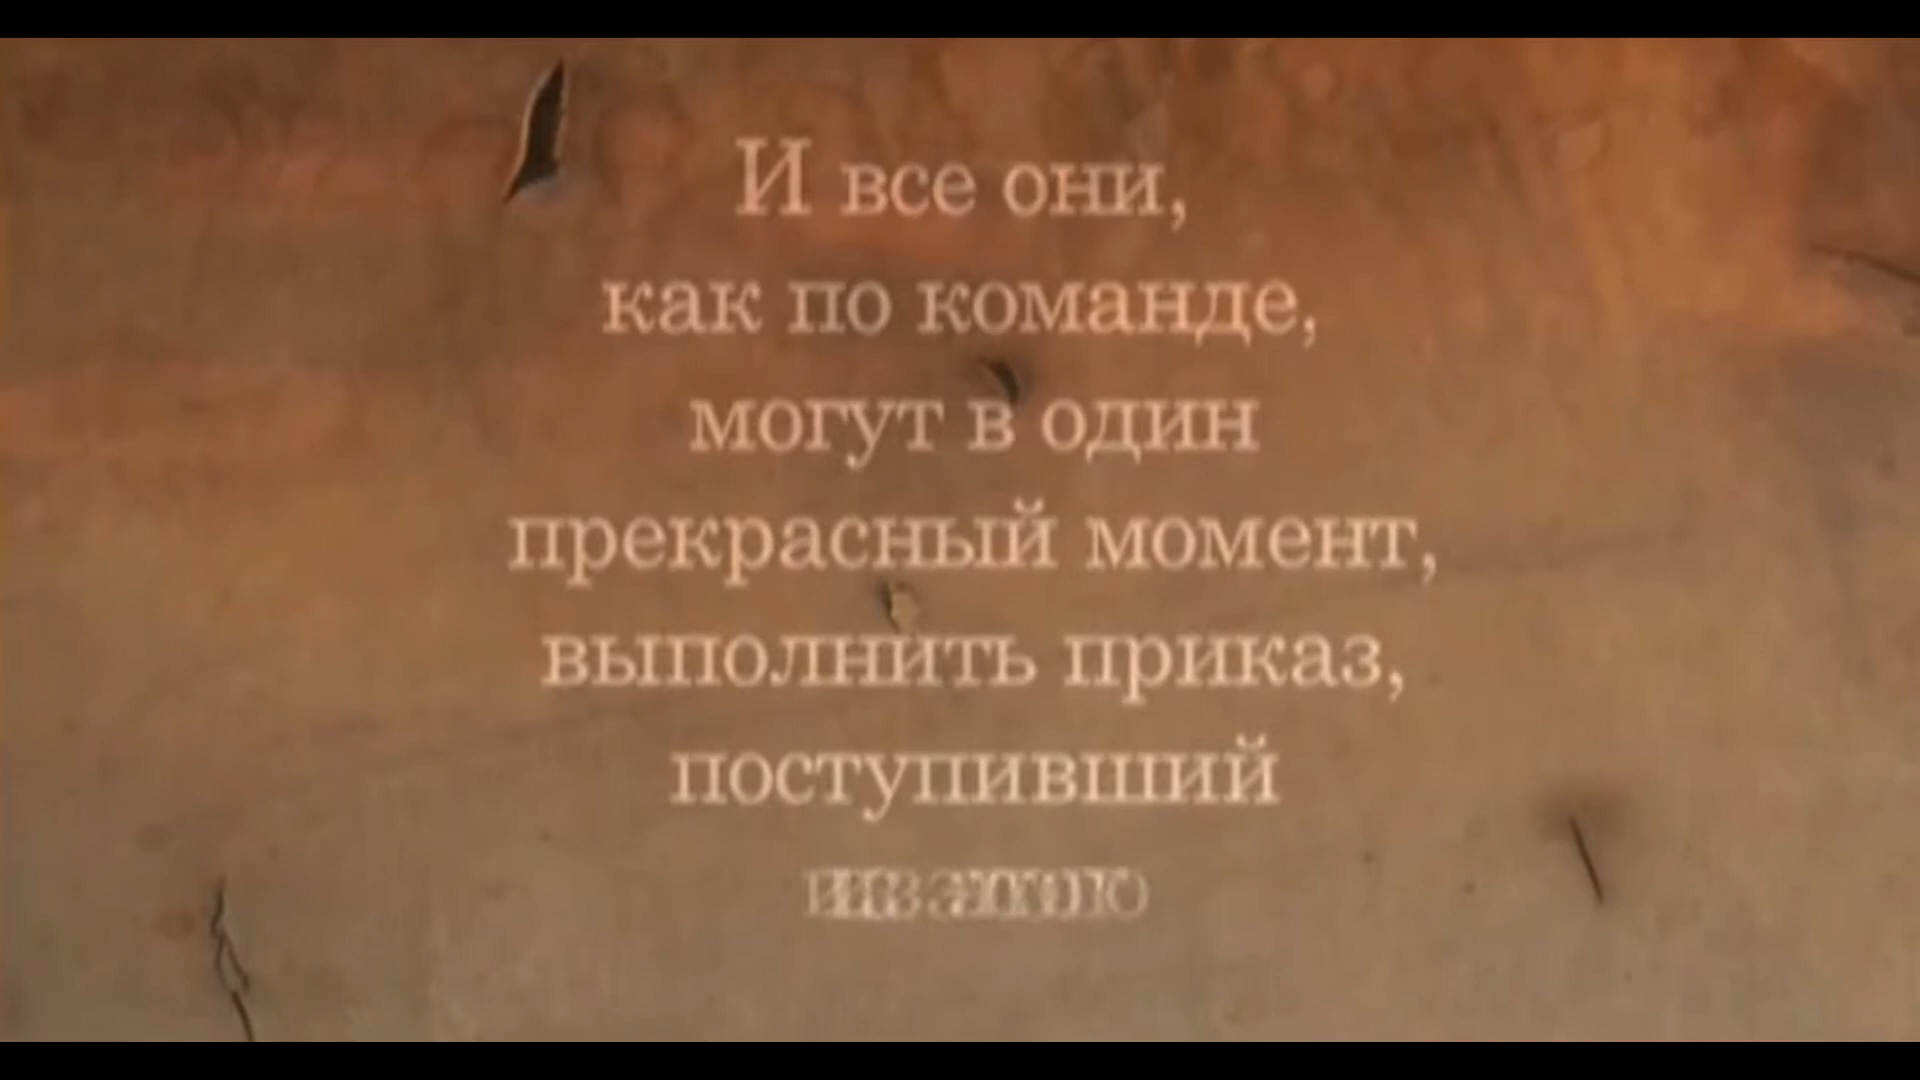 И все они,
как по команде,
могут в один
прекрасный момент,
выполнить приказ,
поступивший